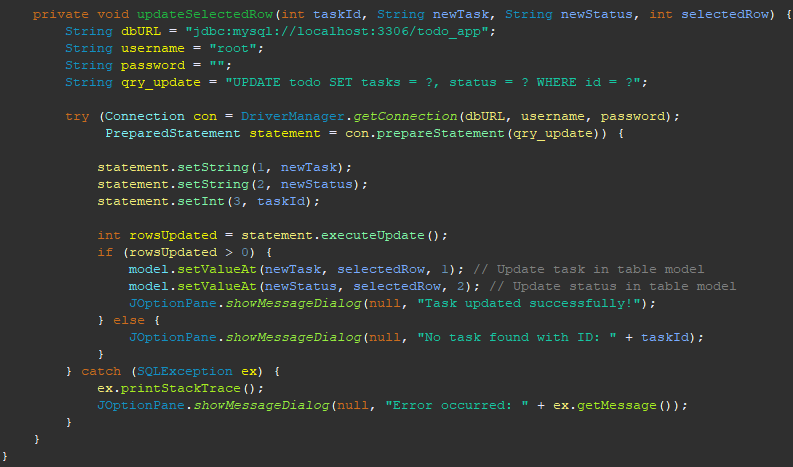 private void updateSelectedRow(int taskId, String newTask, String newStatus, int selectedRow) {
        String dbURL = "jdbc:mysql://localhost:3306/todo_app";
        String username = "root";
        String password = "";
        String qry_update = "UPDATE todo SET tasks = ?, status = ? WHERE id = ?";

        try (Connection con = DriverManager.getConnection(dbURL, username, password);
             PreparedStatement statement = con.prepareStatement(qry_update)) {

            statement.setString(1, newTask);
            statement.setString(2, newStatus);
            statement.setInt(3, taskId);

            int rowsUpdated = statement.executeUpdate();
            if (rowsUpdated > 0) {
                model.setValueAt(newTask, selectedRow, 1); // Update task in table model
                model.setValueAt(newStatus, selectedRow, 2); // Update status in table model
                JOptionPane.showMessageDialog(null, "Task updated successfully!");
            } else {
                JOptionPane.showMessageDialog(null, "No task found with ID: " + taskId);
            }
        } catch (SQLException ex) {
            ex.printStackTrace();
            JOptionPane.showMessageDialog(null, "Error occurred: " + ex.getMessage());
        }
    }
}